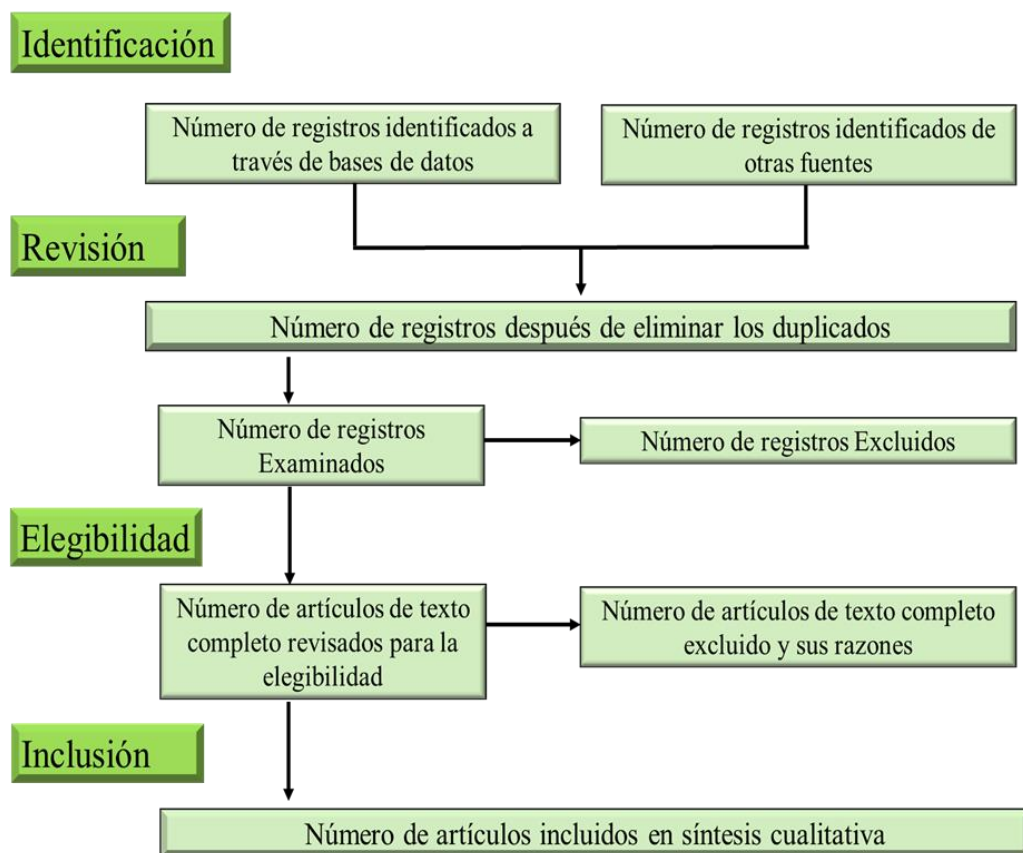 Identificación
Número de registros identificados a
través de bases de datos
Número de registros identificados de
otras fuentes
Revisión
Número de registros después de eliminar los duplicados
Número de registros
Examinados
Número de registros Excluidos
Elegibilidad
Número de artículos de texto
completo revisados para la
elegibilidad
Número de artículos de texto completo
excluido y sus razones
Inclusión
Número de artículos incluidos en síntesis cualitativa